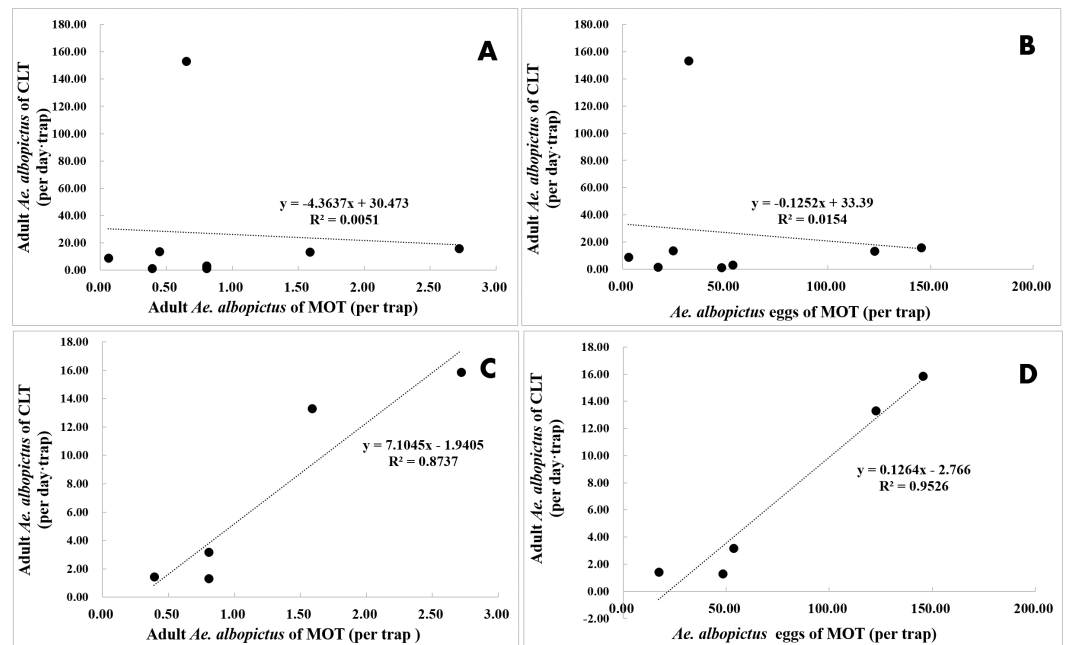 A
180.00
160.00
140.00
120.00
100.00
80.00
60.00
40.00
20.00
0.00
Adult Ae. albopictus of CLT
(per day·trap)
y = -4.3637x + 30.473
R² = 0.0051
0.00 0.50 1.00 1.50 2.00 2.50 3.00
Adult Ae. albopictus of MOT (per trap)
B
180.00
160.00
140.00
120.00
100.00
80.00
60.00
40.00
20.00
0.00
Adult Ae. albopictus of CLT
(per day·trap)
y = -0.1252x + 33.39
R² = 0.0154
0.00 50.00 100.00 150.00 200.00
Ae. albopictus eggs of MOT (per trap)
C
18.00
16.00
14.00
12.00
10.00
8.00
6.00
4.00
2.00
0.00
Adult Ae. albopictus of CLT
(per day·trap)
y = 7.1045x - 1.9405
R² = 0.8737
0.00 0.50 1.00 1.50 2.00 2.50 3.00
Adult Ae. albopictus of MOT (per trap )
D
18.00
16.00
14.00
12.00
10.00
8.00
6.00
4.00
2.00
0.00
-2.00
Adult Ae. albopictus of CLT
(per day·trap)
y = 0.1264x - 2.766
R² = 0.9526
0.00 50.00 100.00 150.00 200.00
Ae. albopictus eggs of MOT (per trap)